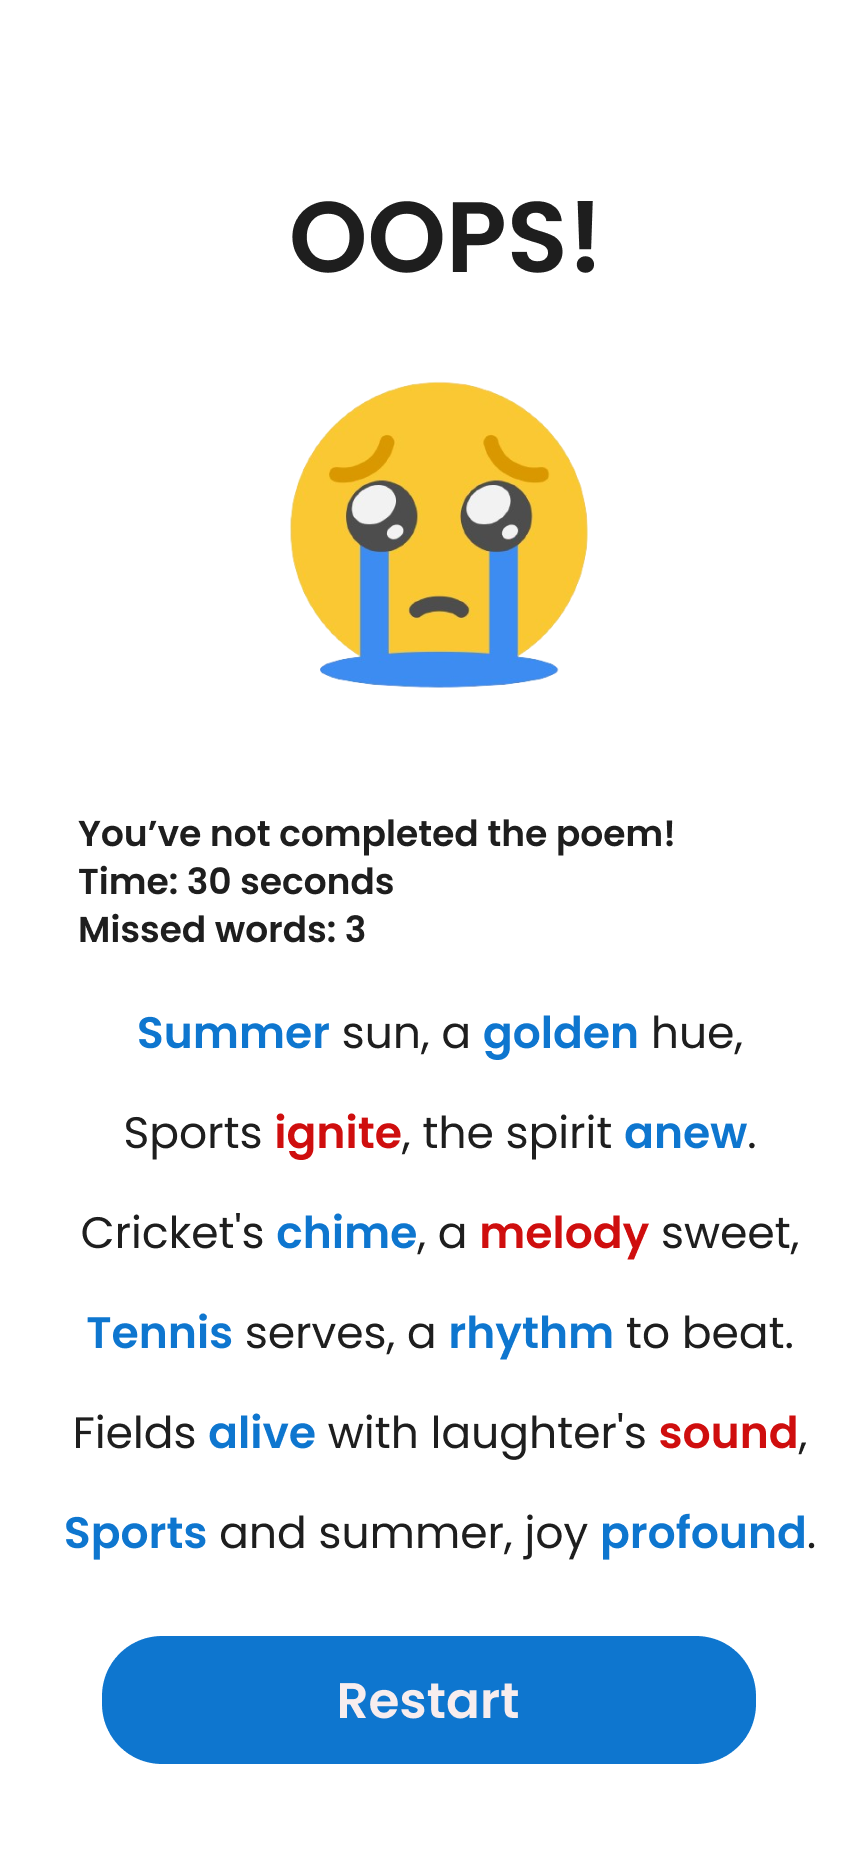 OOPS!
You’ve not completed the poem!
Time: 30 seconds
Missed words: 3
Summer sun, a golden hue,
Sports ignite, the spirit anew.
Cricket's chime, a melody sweet,
Tennis serves, a rhythm to beat.
Fields alive with laughter's sound,
Sports and summer, joy profound.
Restart